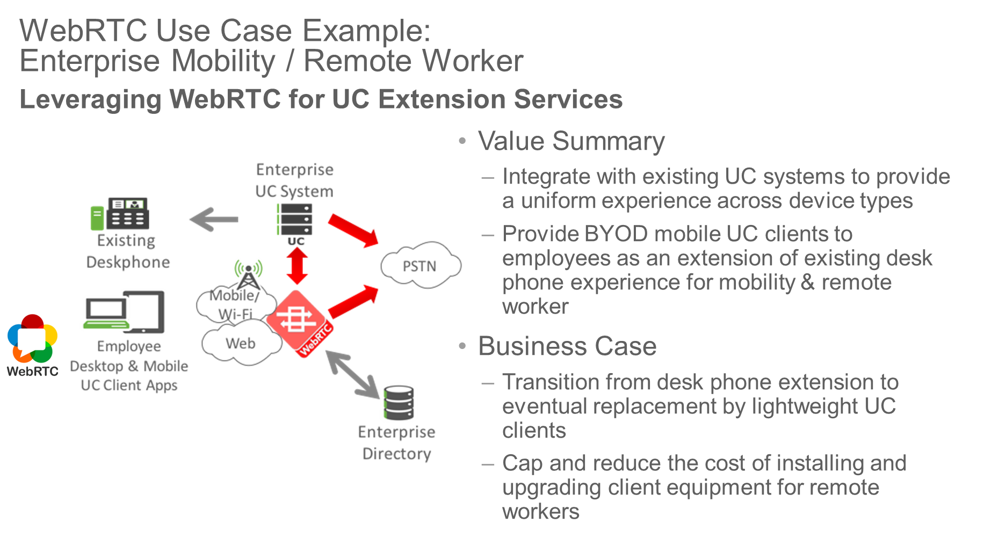 WebRTC Use Case Example:
Enterprise Mobility / Remote Worker
Leveraging WebRTC for UC Extension Services
Enterprise
UC System
UC
Existing
Deskphone
PSTN
Mobile/
Wi-Fi
Web
WebRTC
WebRTC
Employee
Desktop & Mobile
UC Client Apps
Enterprise
Directory
• Value Summary
– Integrate with existing UC systems to provide
a uniform experience across device types
– Provide BYOD mobile UC clients to
employees as an extension of existing desk
phone experience for mobility & remote
worker
• Business Case
– Transition from desk phone extension to
eventual replacement by lightweight UC
clients
– Cap and reduce the cost of installing and
upgrading client equipment for remote
workers